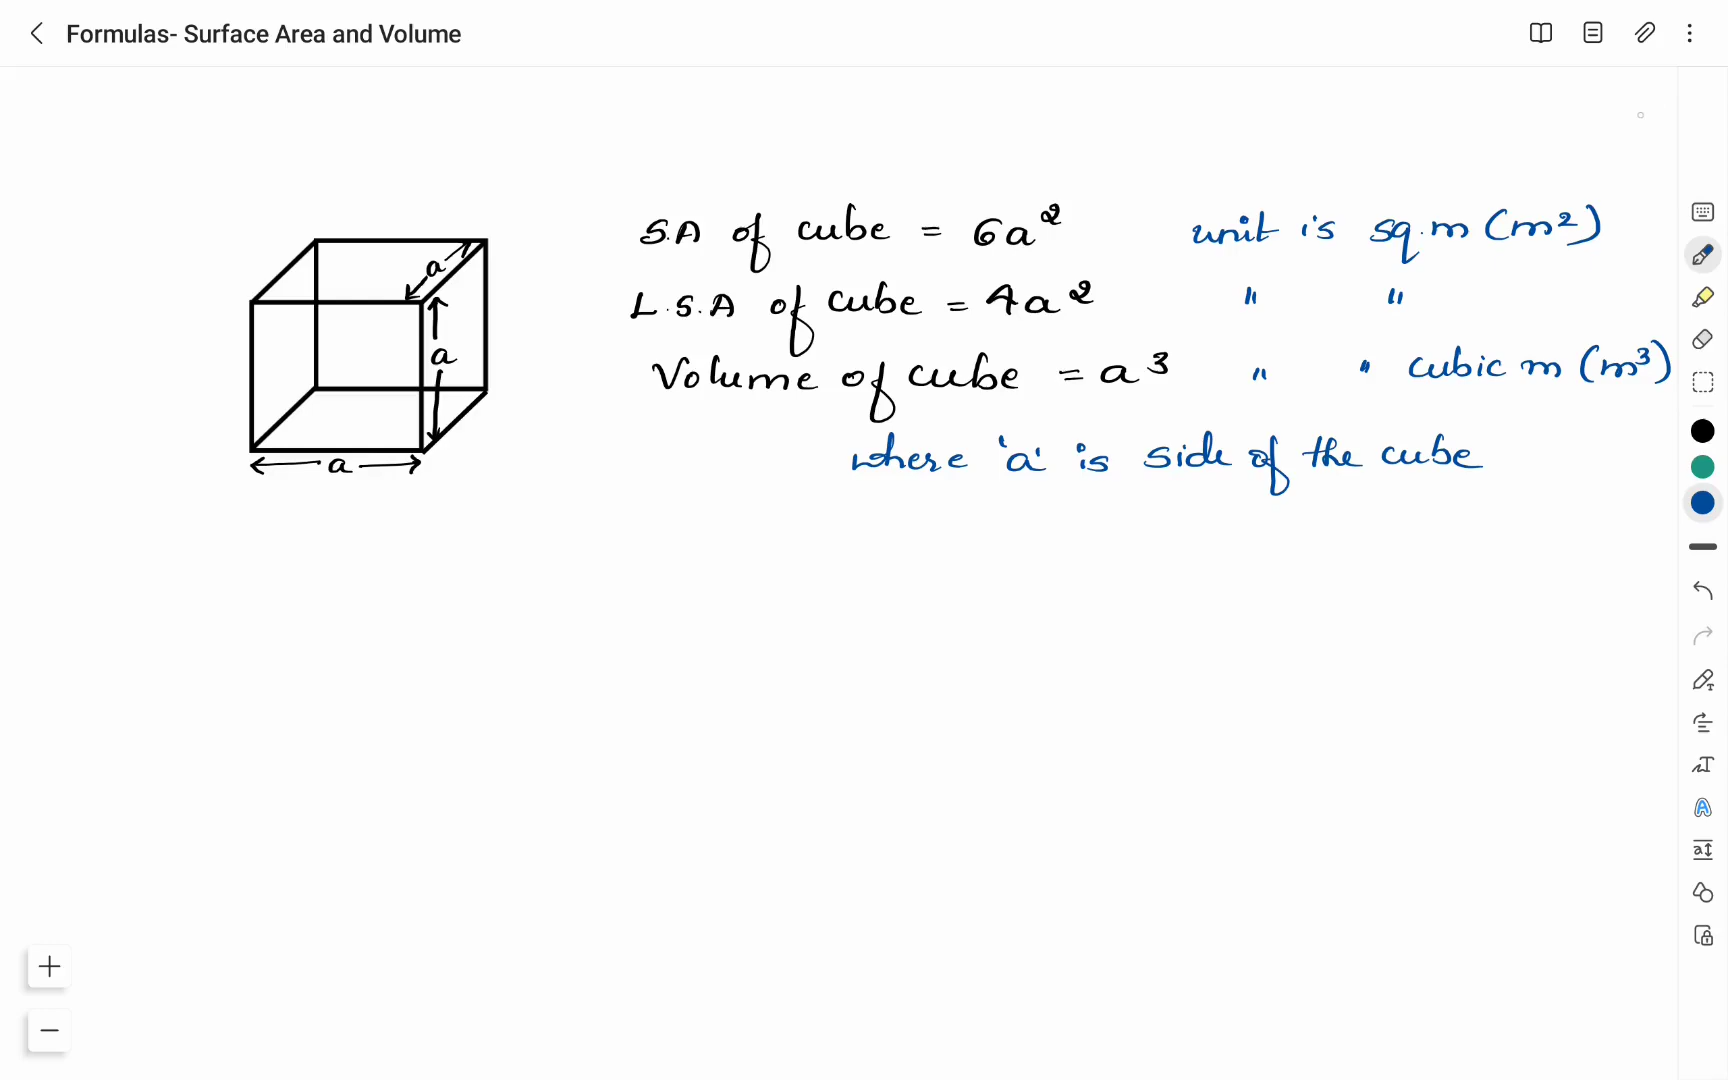 Formulas- Surface Area and Volume
S.A of cube = 6a² unit is sq.m (m²)
L.S.A of cube = 4a² " "
Volume of cube = a³ " " cubic m (m³)
where 'a' is side of the cube
a
a
a